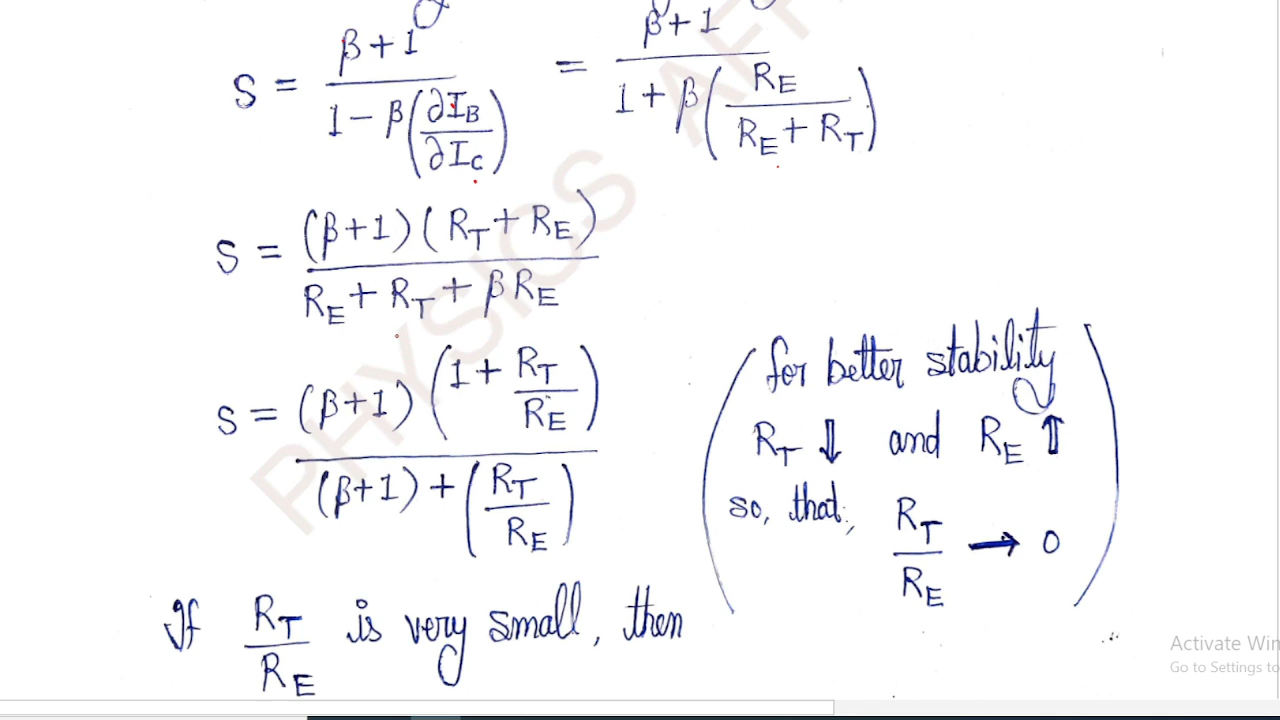 S = (β+1) / (1 − β(∂I_B/∂I_C)) = (β+1) / (1 + β(R_E/(R_E + R_T)))
S = (β+1)(R_T + R_E) / (R_E + R_T + βR_E)
S = (β+1)(1 + R_T/R_E) / ((β+1) + (R_T/R_E))
(for better stability
R_T ⇓ and R_E ⇑
so, that, R_T/R_E → 0)
If R_T/R_E is very small, then
PHYSICS
Activate Win
Go to Settings to